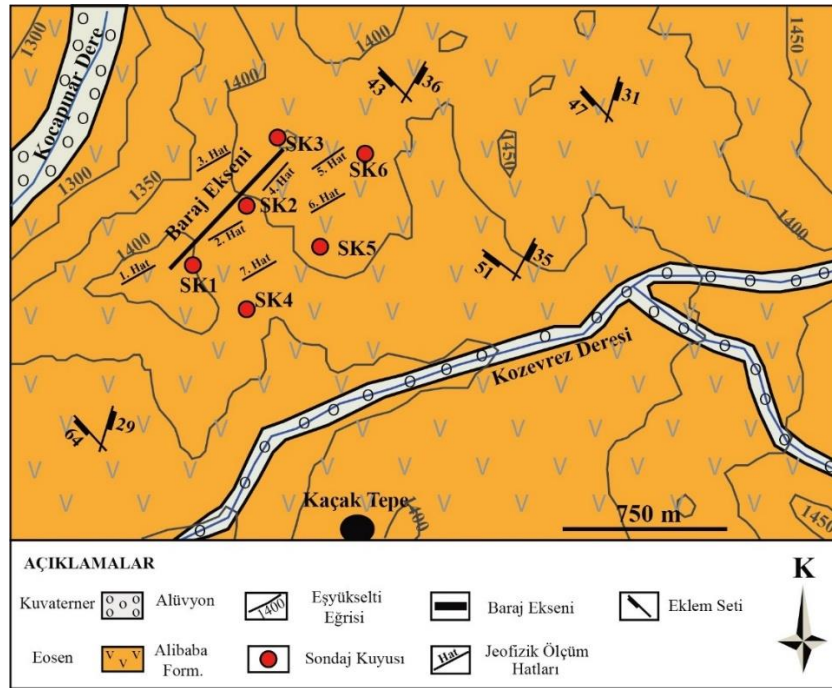 1300
1400
1450
Koçapınar Dere
43
36
47
31
3. Hat
SK3
5. Hat
SK6
1450
1300
1350
Baraj Ekseni
4. Hat
SK2
6. Hat
1400
2. Hat
1400
1. Hat
SK1
7. Hat
SK5
51
35
SK4
Kozevrez Deresi
64
29
Kaçak Tepe
1400
750 m
1450
AÇIKLAMALAR
K
Kuvaterner
Alüvyon
1400
Eşyükselti
Eğrisi
Baraj Ekseni
Eklem Seti
Eosen
Alibaba
Form.
Sondaj Kuyusu
Hat
Jeofizik Ölçüm
Hatları